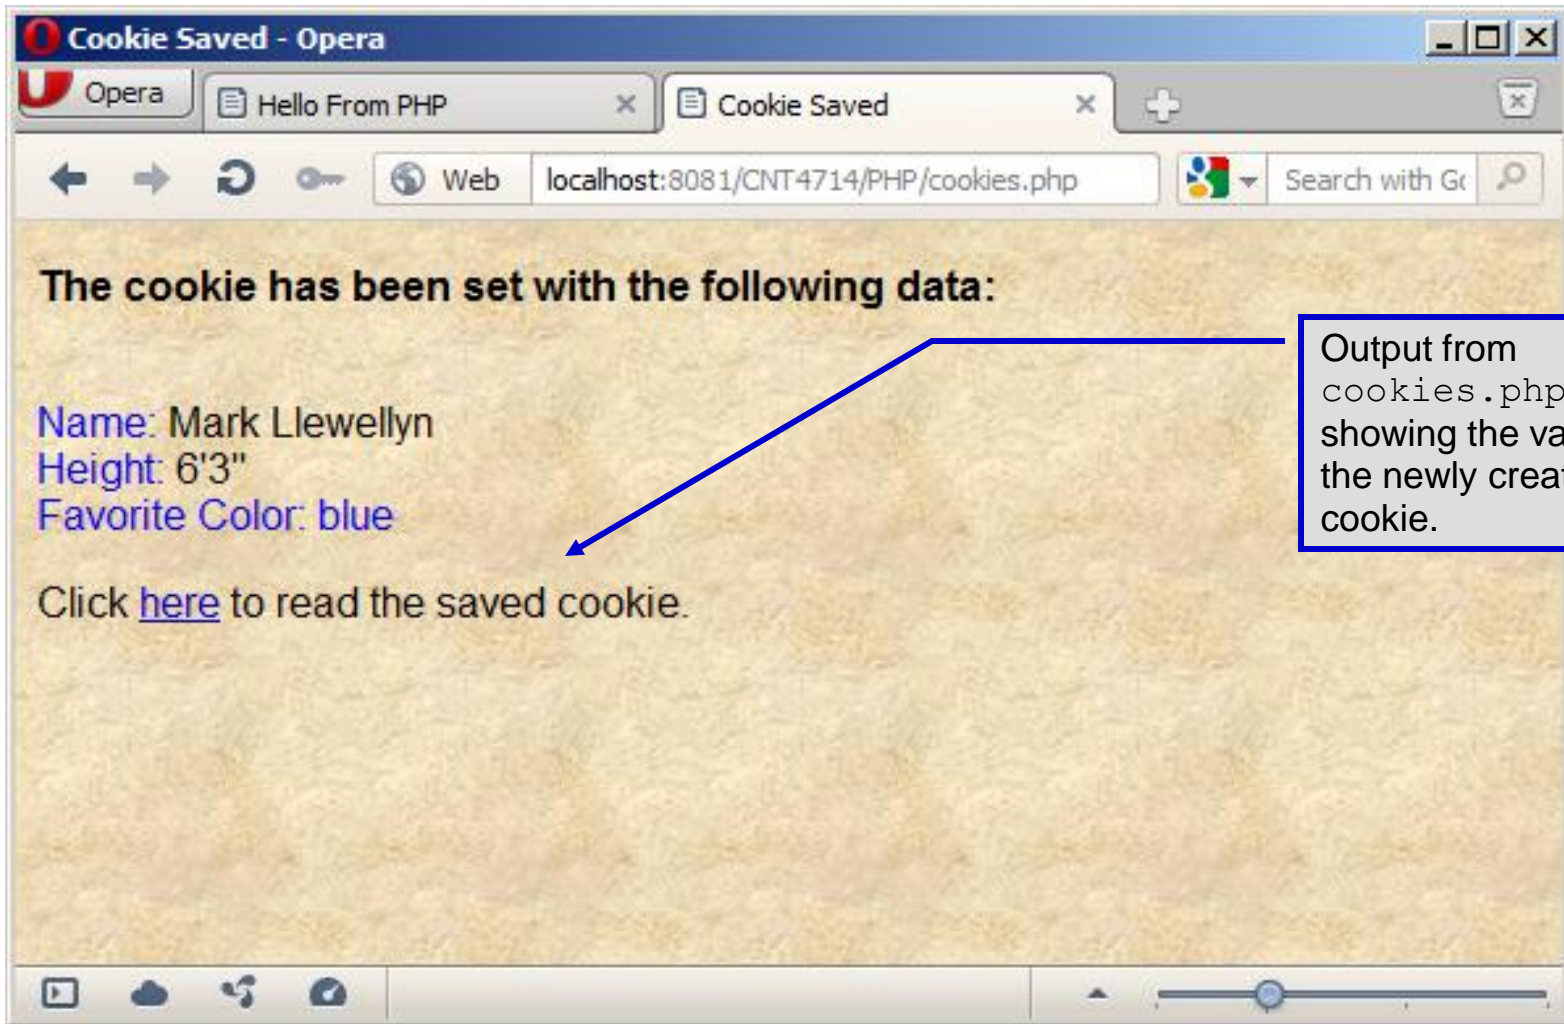 Cookie Saved - Opera
Opera
Hello From PHP
Cookie Saved
Web
localhost:8081/CNT4714/PHP/cookies.php
Search with
The cookie has been set with the following data:
Output from
cookies.php
showing the
the newly
cookie.
Name: Mark Llewellyn
Height: 6'3"
Favorite Color: blue
Click here to read the saved cookie.